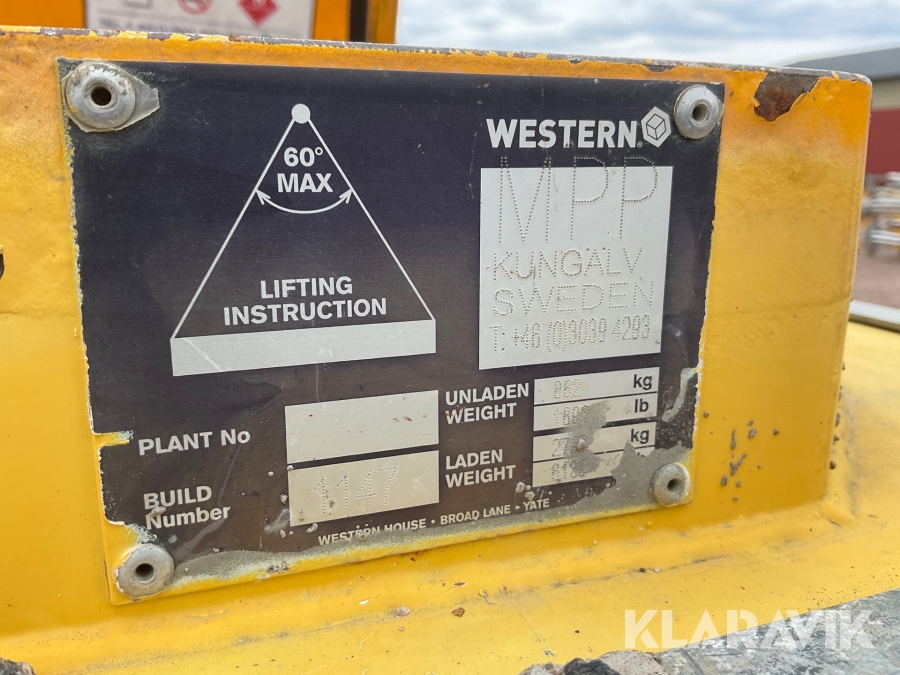 60°
MAX
LIFTING
INSTRUCTION
WESTERN
MPP
KUNGÄLV
SWEDEN
T: +46 (0)3039 4293
PLANT No
BUILD
Number
1147
UNLADEN
WEIGHT
862 kg
lb
LADEN
WEIGHT
kg
WESTERN HOUSE • BROAD LANE • YATE
KLARAVIK